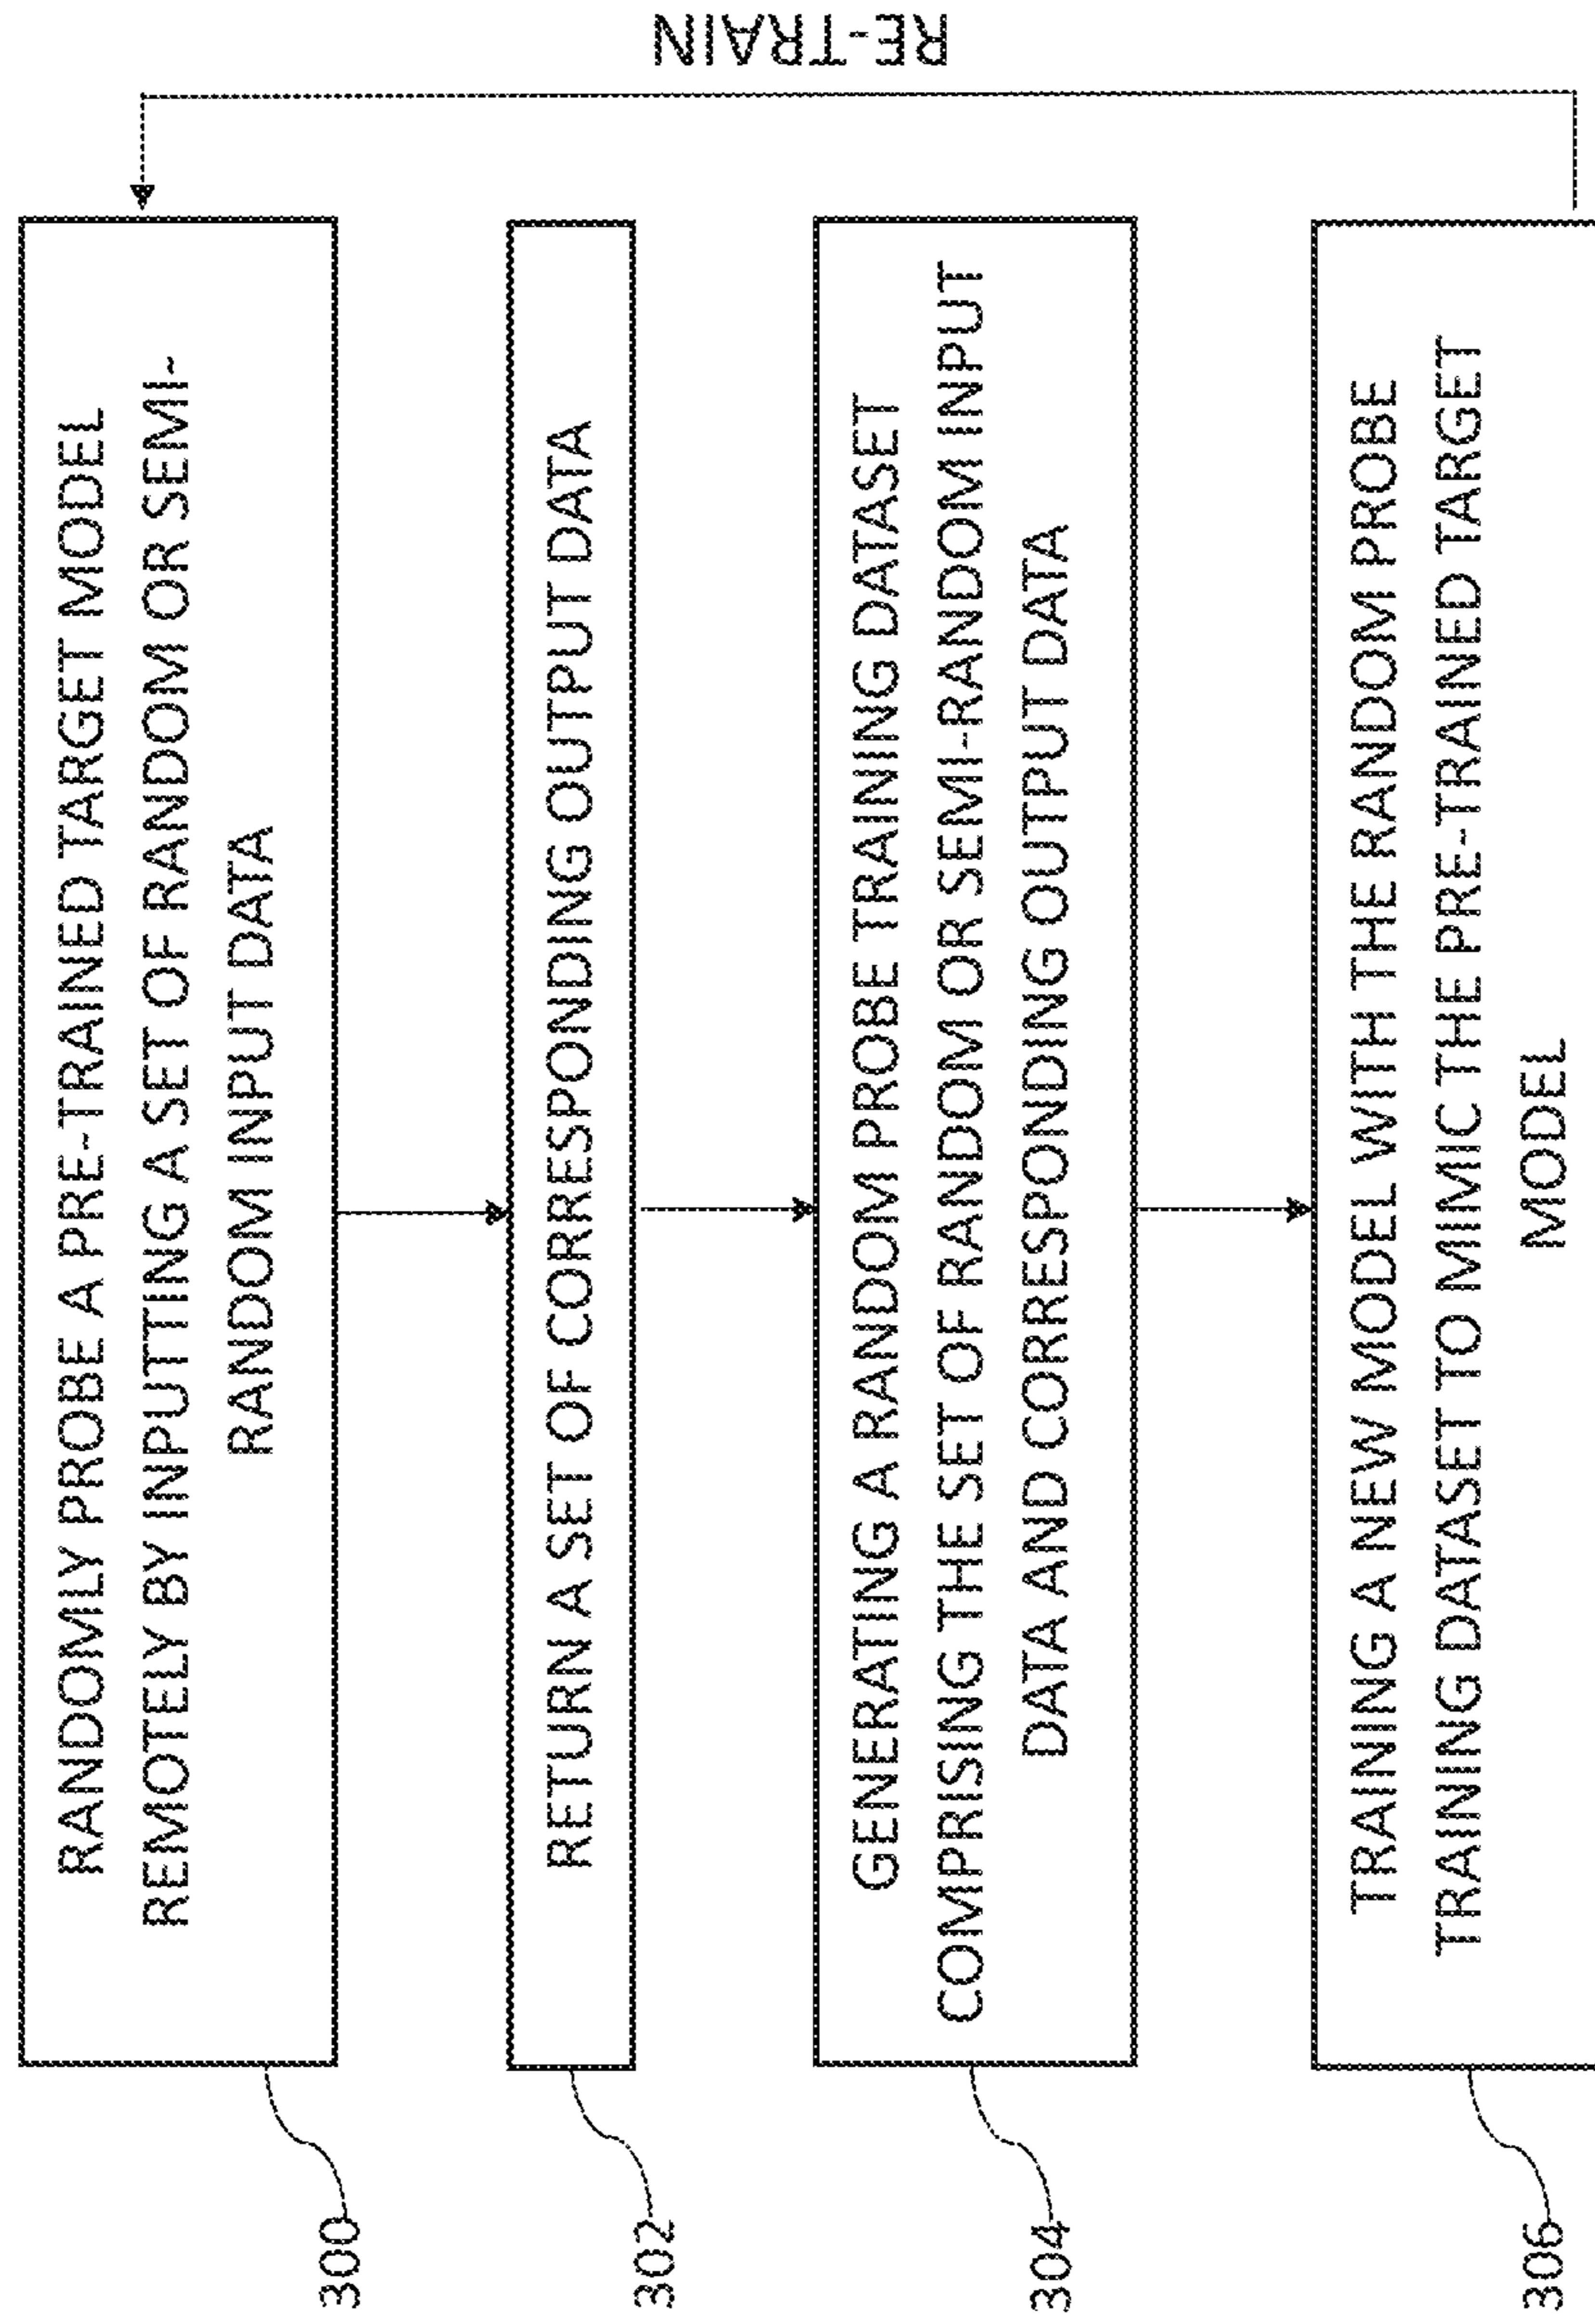 300
RANDOMLY PROBE A PRE-TRAINED TARGET MODEL
REMOTELY BY INPUTTING A SET OF RANDOM OR SEMI-
RANDOM INPUT DATA
302
RETURN A SET OF CORRESPONDING OUTPUT DATA
304
GENERATING A RANDOM PROBE TRAINING DATASET
COMPRISING THE SET OF RANDOM OR SEMI-RANDOM INPUT
DATA AND CORRESPONDING OUTPUT DATA
306
TRAINING A NEW MODEL WITH THE RANDOM PROBE
TRAINING DATASET TO MIMIC THE PRE-TRAINED TARGET
MODEL
RE-TRAIN